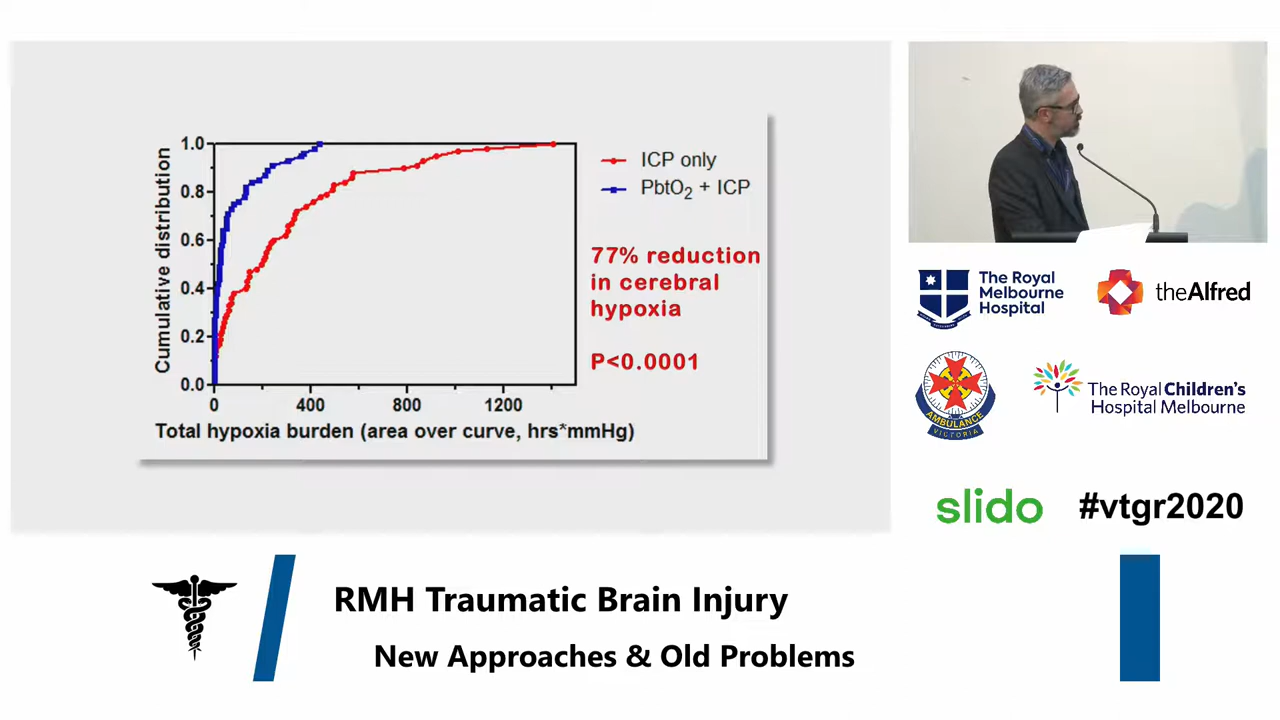 1.0
0.8
0.6
0.4
0.2
0.0
Cumulative distribution
0 400 800 1200
Total hypoxia burden (area over curve, hrs*mmHg)
ICP only
PbtO2 + ICP
77% reduction
in cerebral
hypoxia
P<0.0001
The Royal
Melbourne
Hospital
theAlfred
AMBULANCE
VICTORIA
The Royal Children's
Hospital Melbourne
slido #vtgr2020
RMH Traumatic Brain Injury
New Approaches & Old Problems